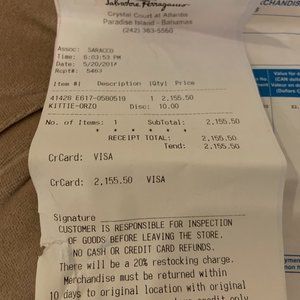 Salvatore Ferragamo
Crystal Court at Atlantis
Paradise Island - Bahamas
(242) 363-5560
Assoc: SARACCO
Time: 6:03:53 PM
Date: 5/20/201
Rcpt#: 5463
Item #| Description |Qty| Price
41428 E617-0580519 1 2,155.50
KITTIE-ORZO Disc: 10.00
No. of Items: 1 SubTotal: 2,155.50
* * * * * *
RECEIPT TOTAL: 2,155.50
Tend: 2,155.50
CrCard: VISA
CrCard: 2,155.50 VISA
Signature
CUSTOMER IS RESPONSIBLE FOR INSPECTION
OF GOODS BEFORE LEAVING THE STORE.
NO CASH OR CREDIT CARD REFUNDS.
There will be a 20% restocking charge.
Merchandise must be returned within
10 days to original location with original
credit only